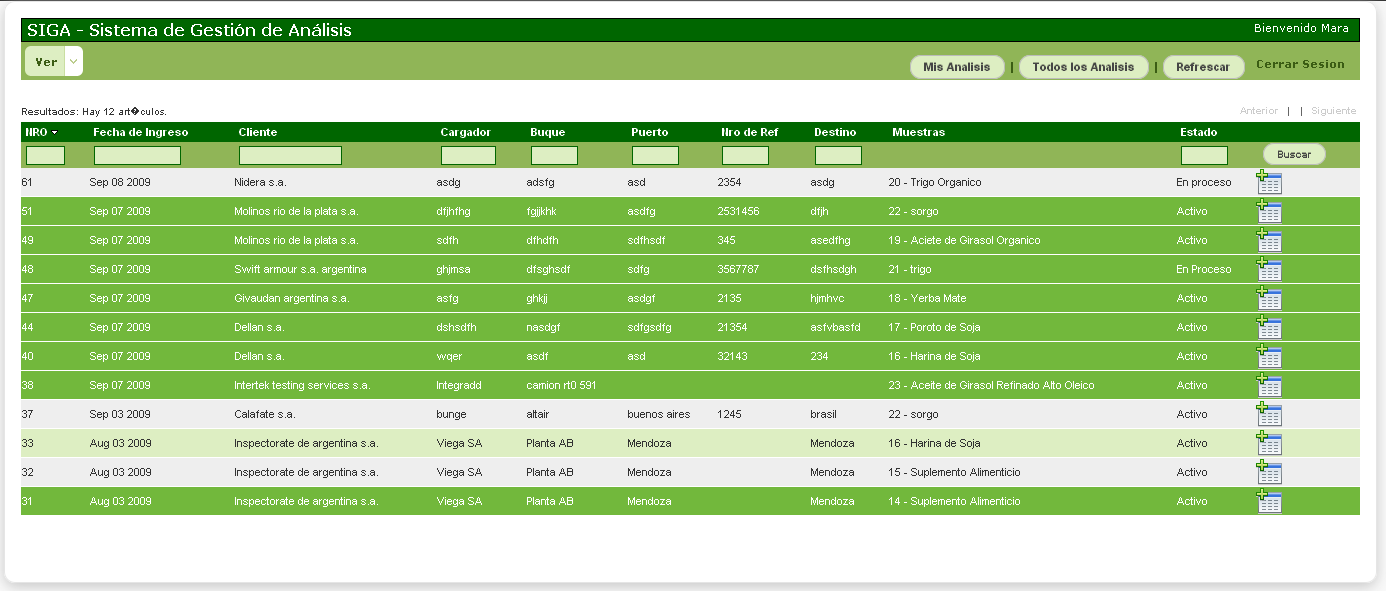 SIGA - Sistema de Gestión de Análisis Bienvenido Mara
Ver Mis Analisis | Todos los Analisis | Refrescar Cerrar Sesion
Resultados: Hay 12 art�culos. Anterior | | Siguiente
NRO Fecha de Ingreso Cliente Cargador Buque Puerto Nro de Ref Destino Muestras Estado
Buscar
61 Sep 08 2009 Nidera s.a. asdg adsfg asd 2354 asdg 20 - Trigo Organico En proceso
51 Sep 07 2009 Molinos rio de la plata s.a. dfjhfhg fgjjkhk asdfg 2531456 dfjh 22 - sorgo Activo
49 Sep 07 2009 Molinos rio de la plata s.a. sdfh dfhdfh sdfhsdf 345 asedfhg 19 - Aciete de Girasol Organico Activo
48 Sep 07 2009 Swift armour s.a. argentina ghjmsa dfsghsdf sdfg 3567787 dsfhsdgh 21 - trigo En Proceso
47 Sep 07 2009 Givaudan argentina s.a. asfg ghkjj asdgf 2135 hjmhvc 18 - Yerba Mate Activo
44 Sep 07 2009 Dellan s.a. dshsdfh nasdgf sdfgsdfg 21354 asfvbasfd 17 - Poroto de Soja Activo
40 Sep 07 2009 Dellan s.a. wqer asdf asd 32143 234 16 - Harina de Soja Activo
38 Sep 07 2009 Intertek testing services s.a. Integradd camion rt0 591 23 - Aceite de Girasol Refinado Alto Oleico Activo
37 Sep 03 2009 Calafate s.a. bunge altair buenos aires 1245 brasil 22 - sorgo Activo
33 Aug 03 2009 Inspectorate de argentina s.a. Viega SA Planta AB Mendoza Mendoza 16 - Harina de Soja Activo
32 Aug 03 2009 Inspectorate de argentina s.a. Viega SA Planta AB Mendoza Mendoza 15 - Suplemento Alimenticio Activo
31 Aug 03 2009 Inspectorate de argentina s.a. Viega SA Planta AB Mendoza Mendoza 14 - Suplemento Alimenticio Activo